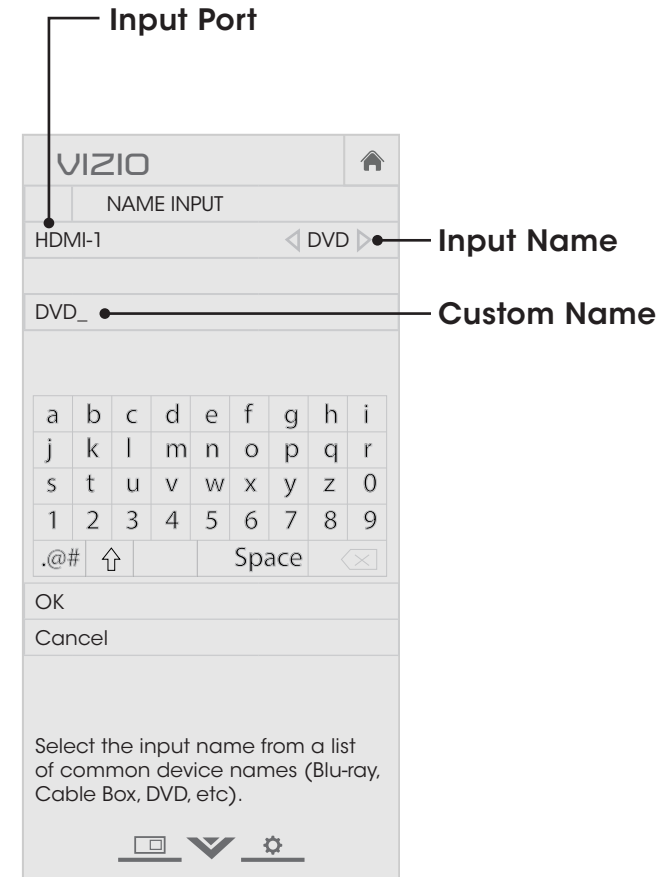 Input Port
VIZIO
NAME INPUT
HDMI-1 DVD Input Name
DVD_ Custom Name
a b c d e f g h i
j k l m n o p q r
s t u v w x y z 0
1 2 3 4 5 6 7 8 9
.@# Space
OK
Cancel
Select the input name from a list
of common device names (Blu-ray,
Cable Box, DVD, etc).